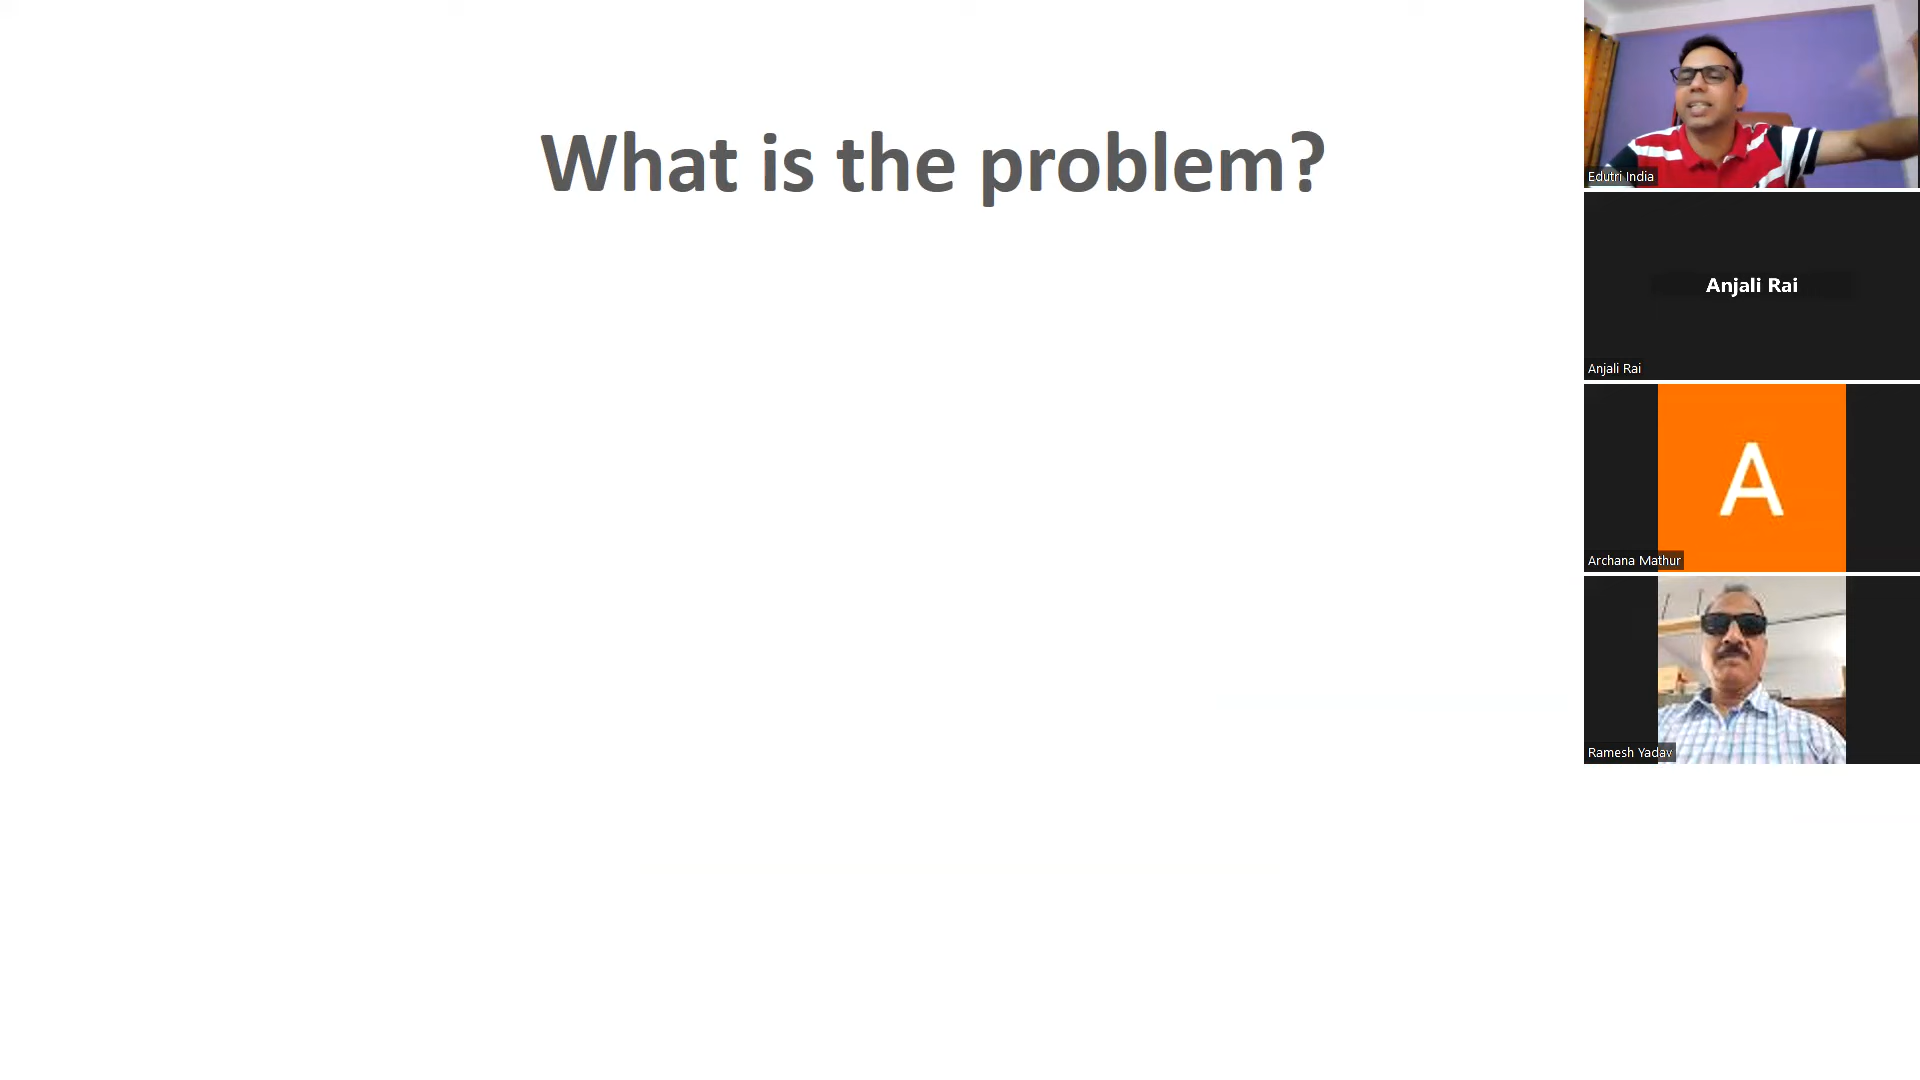 What is the problem?
Edutri India
Anjali Rai
Anjali Rai
A
Archana Mathur
Ramesh Yadav